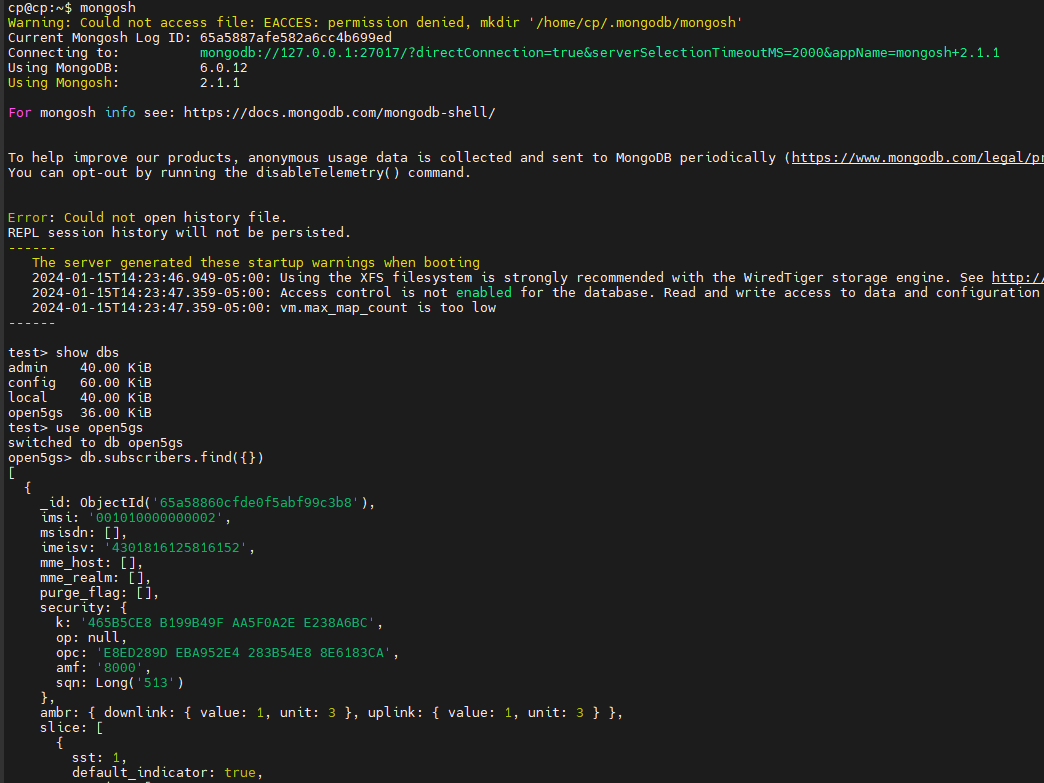 cp@cp:~$ mongosh
Warning: Could not access file: EACCES: permission denied, mkdir '/home/cp/.mongodb/mongosh'
Current Mongosh Log ID: 65a5887afe582a6cc4b699ed
Connecting to:          mongodb://127.0.0.1:27017/?directConnection=true&serverSelectionTimeoutMS=2000&appName=mongosh+2.1.1
Using MongoDB:          6.0.12
Using Mongosh:          2.1.1
For mongosh info see: https://docs.mongodb.com/mongodb-shell/
To help improve our products, anonymous usage data is collected and sent to MongoDB periodically (https://www.mongodb.com/legal/pr
You can opt-out by running the disableTelemetry() command.
Error: Could not open history file.
REPL session history will not be persisted.
------
   The server generated these startup warnings when booting
   2024-01-15T14:23:46.949-05:00: Using the XFS filesystem is strongly recommended with the WiredTiger storage engine. See http:/
   2024-01-15T14:23:47.359-05:00: Access control is not enabled for the database. Read and write access to data and configuration
   2024-01-15T14:23:47.359-05:00: vm.max_map_count is too low
------
test> show dbs
admin    40.00 KiB
config   60.00 KiB
local    40.00 KiB
open5gs  36.00 KiB
test> use open5gs
switched to db open5gs
open5gs> db.subscribers.find({})
[
  {
    _id: ObjectId('65a58860cfde0f5abf99c3b8'),
    imsi: '001010000000002',
    msisdn: [],
    imeisv: '4301816125816152',
    mme_host: [],
    mme_realm: [],
    purge_flag: [],
    security: {
      k: '465B5CE8 B199B49F AA5F0A2E E238A6BC',
      op: null,
      opc: 'E8ED289D EBA952E4 283B54E8 8E6183CA',
      amf: '8000',
      sqn: Long('513')
    },
    ambr: { downlink: { value: 1, unit: 3 }, uplink: { value: 1, unit: 3 } },
    slice: [
      {
        sst: 1,
        default_indicator: true,